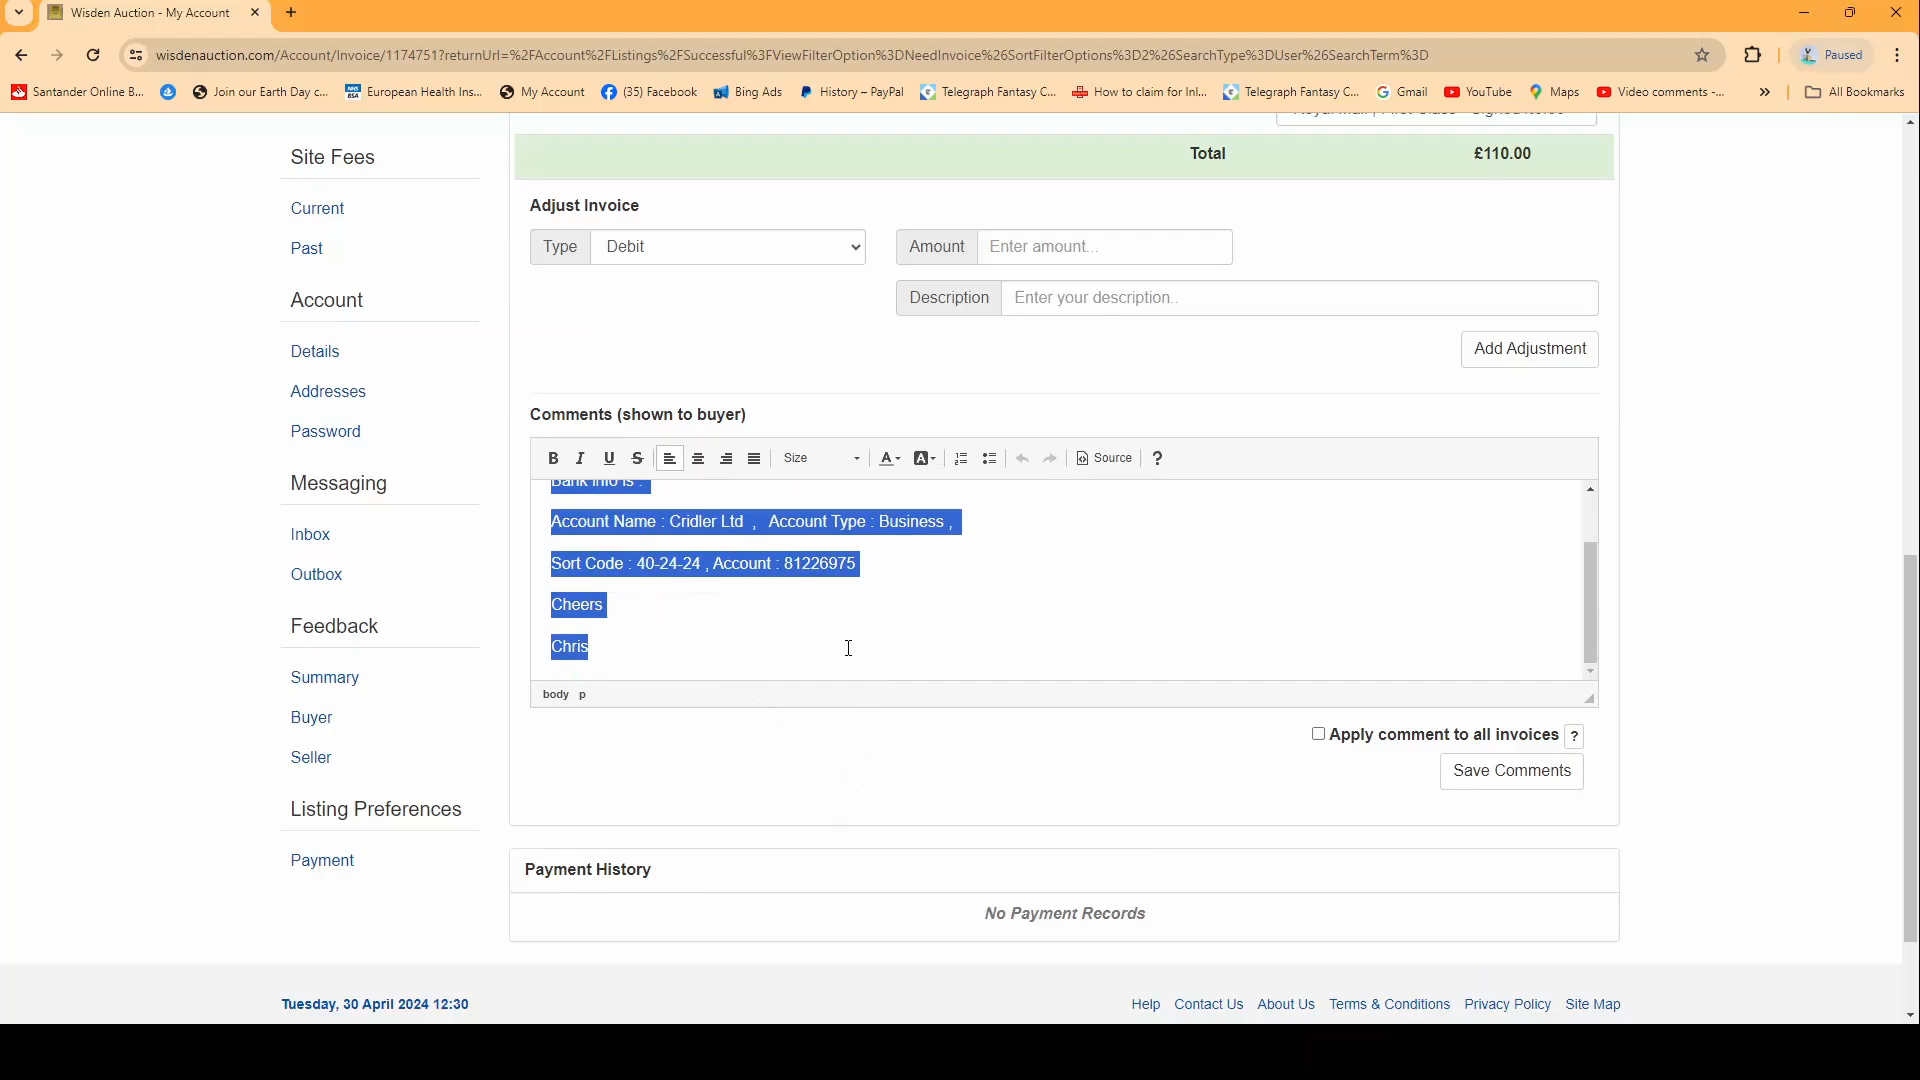 Wisden Auction - My Account
wisdenauction.com/Account/Invoice/1174751?returnUrl=%2FAccount%2FListings%2FSuccessful%3FViewFilterOption%3DNeedInvoice%26SortFilterOptions%3D2%26SearchType%3DUser%26SearchTerm%3D
Paused
Santander Online B...
Join our Earth Day c...
European Health Ins...
My Account
(35) Facebook
Bing Ads
History – PayPal
Telegraph Fantasy C...
How to claim for Inl...
Telegraph Fantasy C...
Gmail
YouTube
Maps
Video comments -...
All Bookmarks
Site Fees
Current
Past
Account
Details
Addresses
Password
Messaging
Inbox
Outbox
Feedback
Summary
Buyer
Seller
Listing Preferences
Payment
Total £110.00
Adjust Invoice
Type Debit
Amount Enter amount...
Description Enter your description..
Add Adjustment
Comments (shown to buyer)
Size
Source
Bank info is :
Account Name : Cridler Ltd , Account Type : Business ,
Sort Code : 40-24-24 , Account : 81226975
Cheers
Chris
body p
Apply comment to all invoices ?
Save Comments
Payment History
No Payment Records
Tuesday, 30 April 2024 12:30
Help Contact Us About Us Terms & Conditions Privacy Policy Site Map